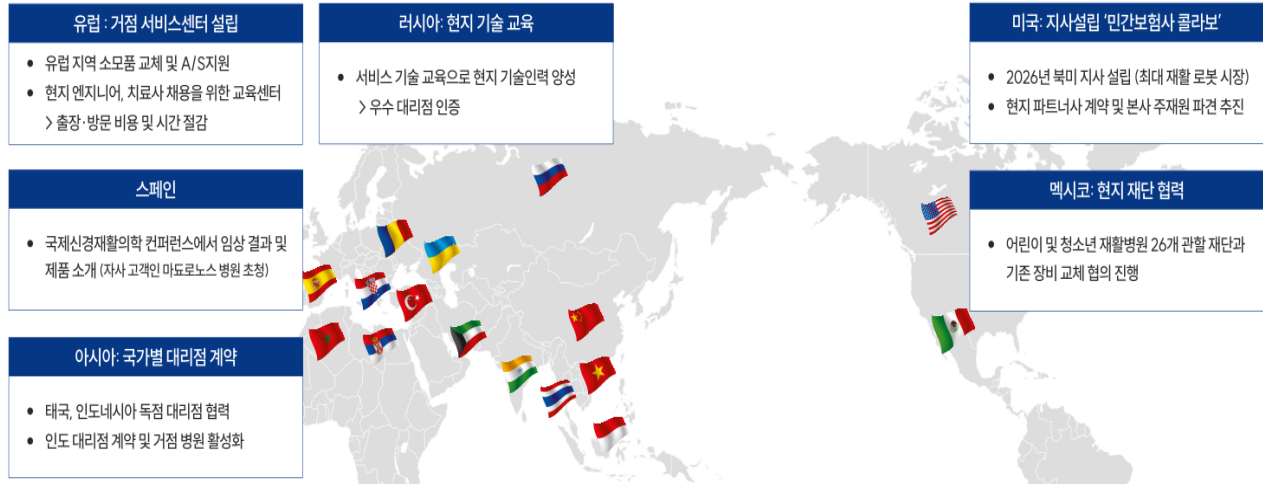 유럽 : 거점 서비스센터 설립
• 유럽 지역 소모품 교체 및 A/S지원
• 현지 엔지니어, 치료사 채용을 위한 교육센터
> 출장·방문 비용 및 시간 절감
러시아: 현지 기술 교육
• 서비스 기술 교육으로 현지 기술인력 양성
> 우수 대리점 인증
미국: 지사설립 '민간보험사 콜라보'
• 2026년 북미 지사 설립 (최대 재활 로봇 시장)
• 현지 파트너사 계약 및 본사 주재원 파견 추진
스페인
• 국제신경재활의학 컨퍼런스에서 임상 결과 및
제품 소개 (자사 고객인 마됴로노스 병원 초청)
멕시코: 현지 재단 협력
• 어린이 및 청소년 재활병원 26개 관할 재단과
기존 장비 교체 협의 진행
아시아: 국가별 대리점 계약
• 태국, 인도네시아 독점 대리점 협력
• 인도 대리점 계약 및 거점 병원 활성화